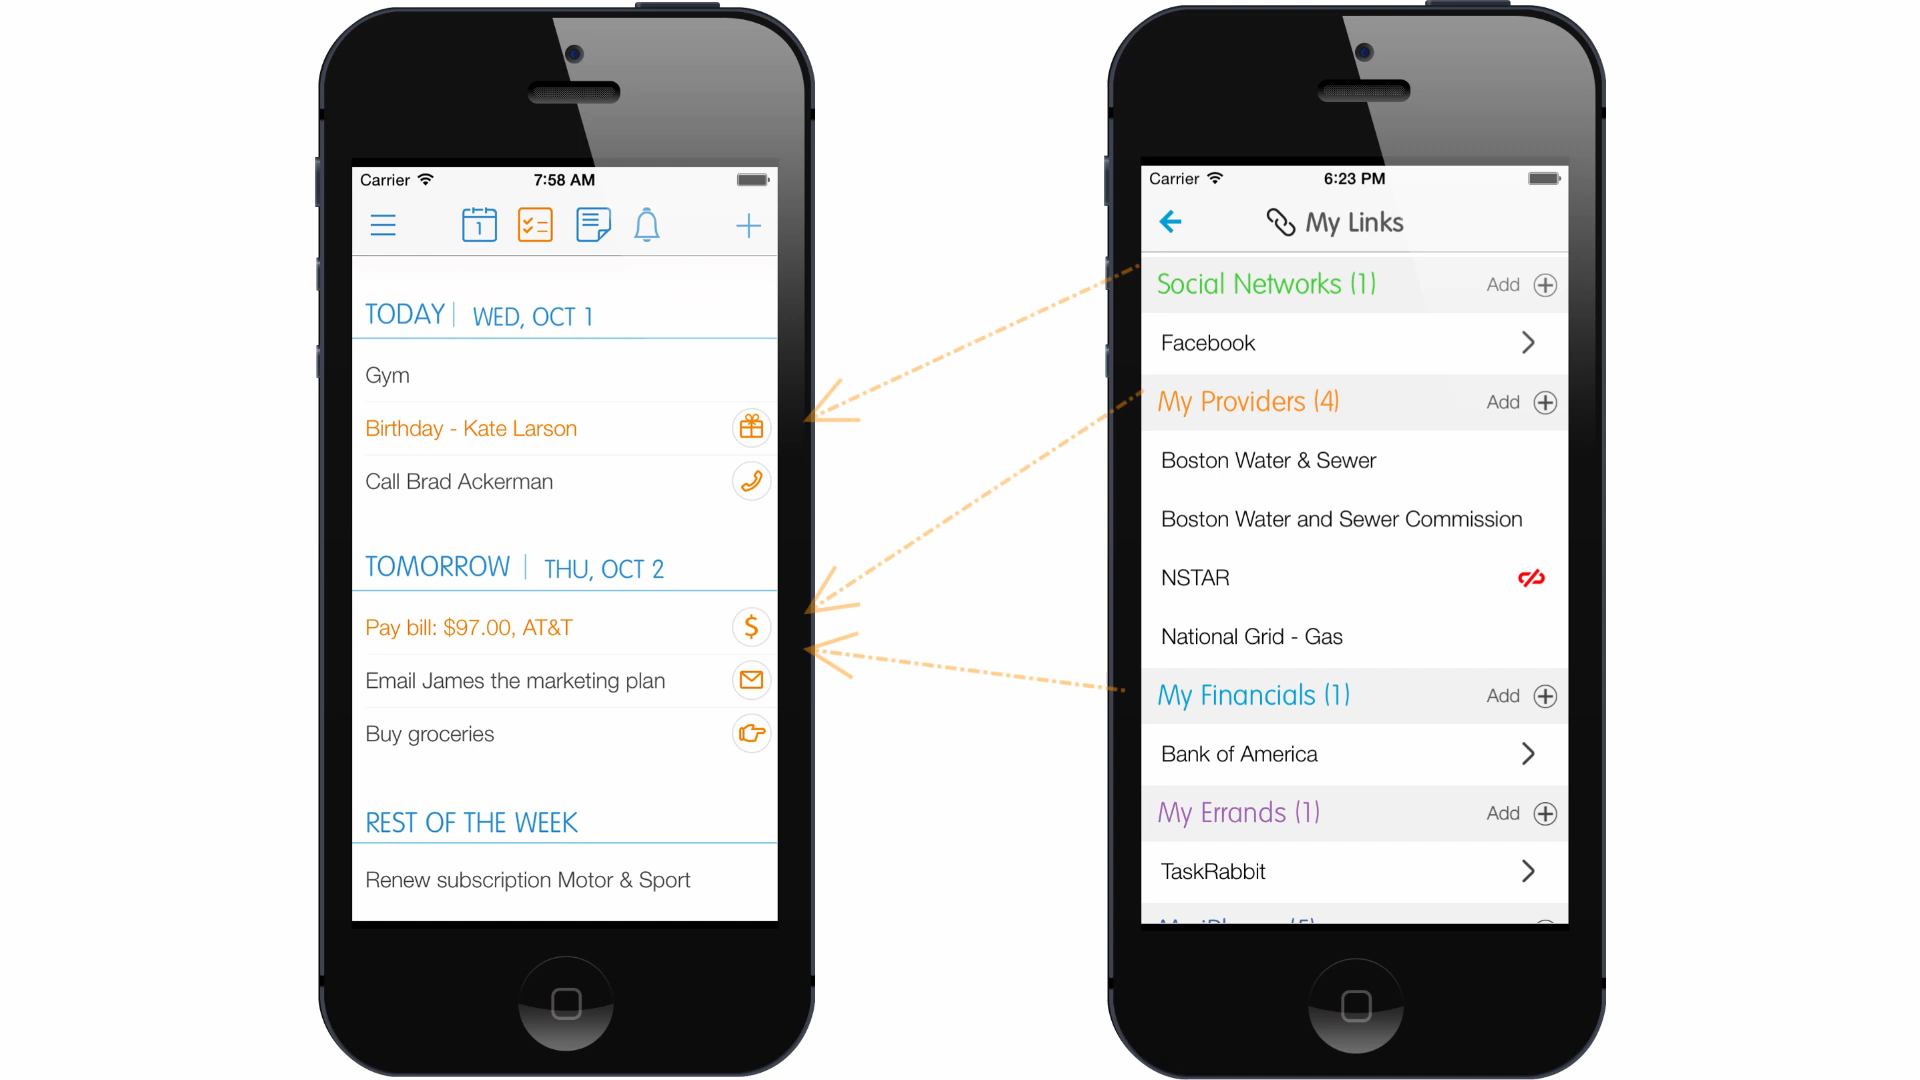 Carrier 7:58 AM
1
TODAY | WED, OCT 1
Gym
Birthday - Kate Larson
Call Brad Ackerman
TOMORROW | THU, OCT 2
Pay bill: $97.00, AT&T
$
Email James the marketing plan
Buy groceries
REST OF THE WEEK
Renew subscription Motor & Sport
Carrier 6:23 PM
My Links
Social Networks (1) Add
Facebook
My Providers (4) Add
Boston Water & Sewer
Boston Water and Sewer Commission
NSTAR
National Grid - Gas
My Financials (1) Add
Bank of America
My Errands (1) Add
TaskRabbit